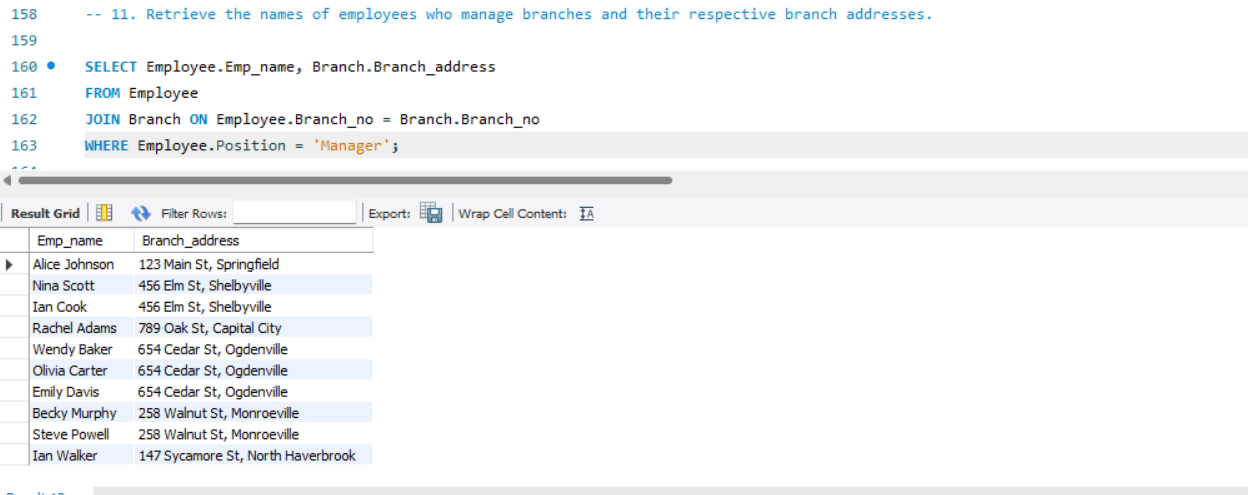 158 -- 11. Retrieve the names of employees who manage branches and their respective branch addresses.
159
160 SELECT Employee.Emp_name, Branch.Branch_address
161 FROM Employee
162 JOIN Branch ON Employee.Branch_no = Branch.Branch_no
163 WHERE Employee.Position = 'Manager';
Result Grid Filter Rows: Export: Wrap Cell Content: IA
Emp_name Branch_address
Alice Johnson 123 Main St, Springfield
Nina Scott 456 Elm St, Shelbyville
Ian Cook 456 Elm St, Shelbyville
Rachel Adams 789 Oak St, Capital City
Wendy Baker 654 Cedar St, Ogdenville
Olivia Carter 654 Cedar St, Ogdenville
Emily Davis 654 Cedar St, Ogdenville
Becky Murphy 258 Walnut St, Monroeville
Steve Powell 258 Walnut St, Monroeville
Ian Walker 147 Sycamore St, North Haverbrook